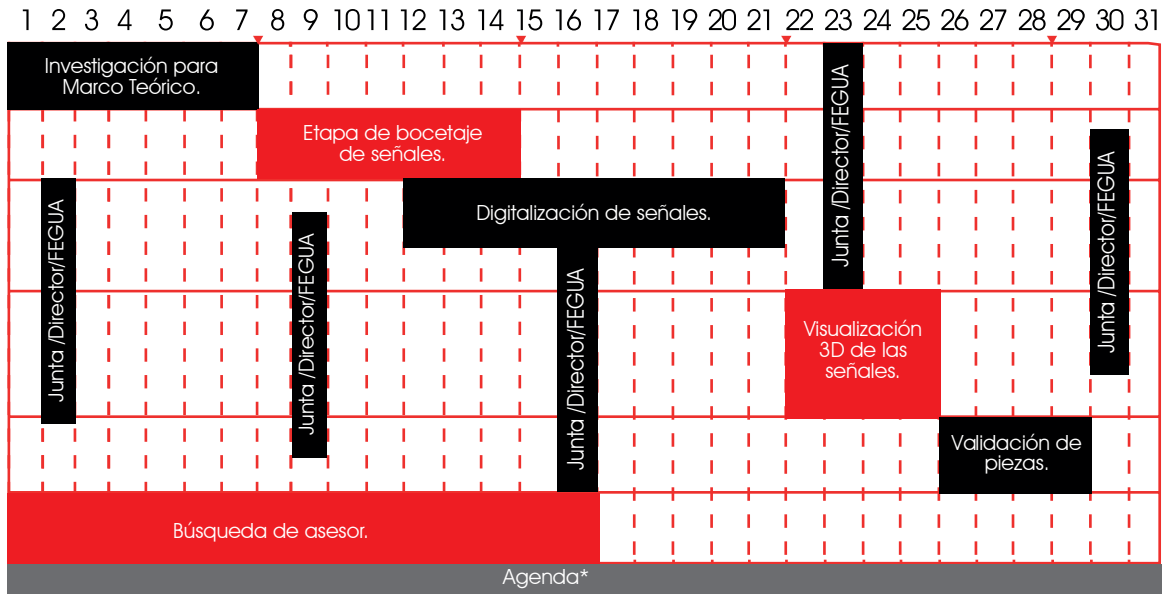 1 2 3 4 5 6 7 8 9 10 11 12 13 14 15 16 17 18 19 20 21 22 23 24 25 26 27 28 29 30 31
Investigación para
Marco Teórico.
Etapa de bocetaje
de señales.
Junta /Director/FEGUA
Junta /Director/FEGUA
Digitalización de señales.
Junta /Director/FEGUA
Junta /Director/FEGUA
Junta /Director/FEGUA
Visualización
3D de las
señales.
Validación de
piezas.
Búsqueda de asesor.
Agenda*